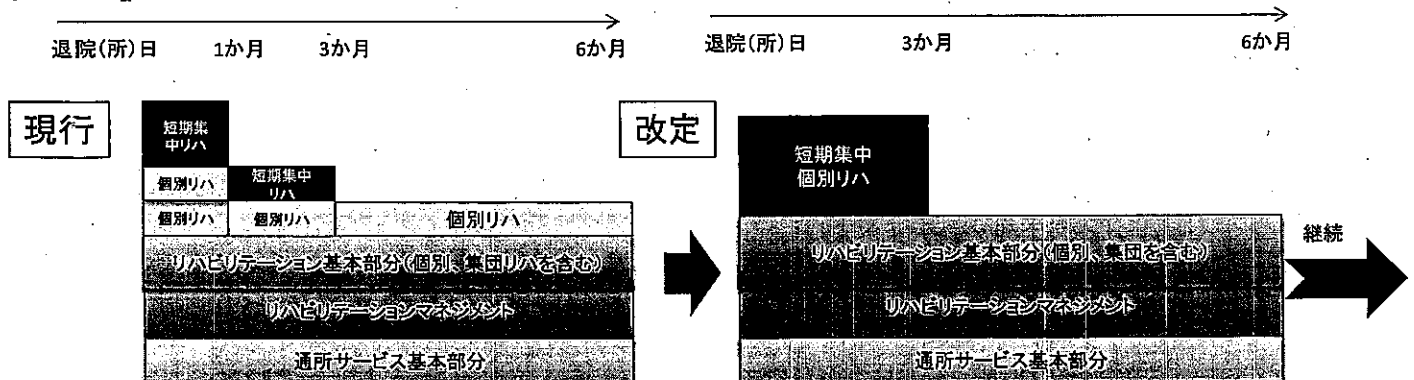 退院(所)日 1か月 3か月 6か月
退院(所)日 3か月 6か月
現行
短期集
中リハ
個別リハ
短期集中
リハ
個別リハ
個別リハ
個別リハ
リハビリテーション基本部分(個別、集団リハを含む)
リハビリテーションマネジメント
通所サービス基本部分
改定
短期集中
個別リハ
リハビリテーション基本部分(個別、集団を含む)
リハビリテーションマネジメント
通所サービス基本部分
継続